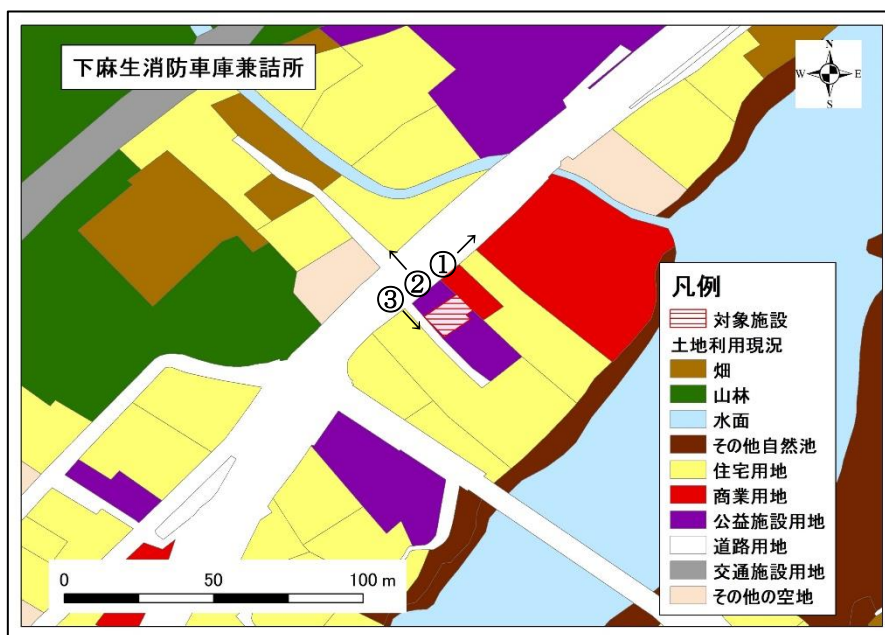 下麻生消防車庫兼詰所
N
W
E
S
①
②
③
凡例
対象施設
土地利用現況
畑
山林
水面
その他自然池
住宅用地
商業用地
公益施設用地
道路用地
交通施設用地
その他の空地
0 50 100 m